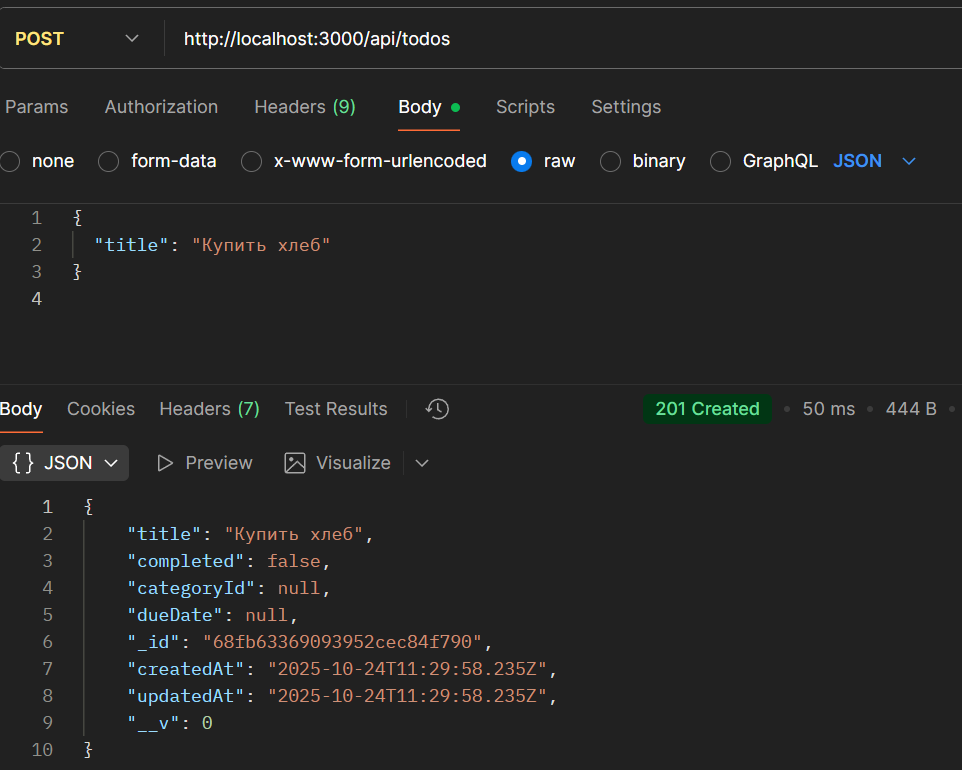 POST http://localhost:3000/api/todos
Params Authorization Headers (9) Body Scripts Settings
none form-data x-www-form-urlencoded raw binary GraphQL JSON
1 {
2 "title": "Купить хлеб"
3 }
4
Body Cookies Headers (7) Test Results 201 Created • 50 ms • 444 B •
{} JSON Preview Visualize
1 {
2 "title": "Купить хлеб",
3 "completed": false,
4 "categoryId": null,
5 "dueDate": null,
6 "_id": "68fb63369093952cec84f790",
7 "createdAt": "2025-10-24T11:29:58.235Z",
8 "updatedAt": "2025-10-24T11:29:58.235Z",
9 "__v": 0
10 }